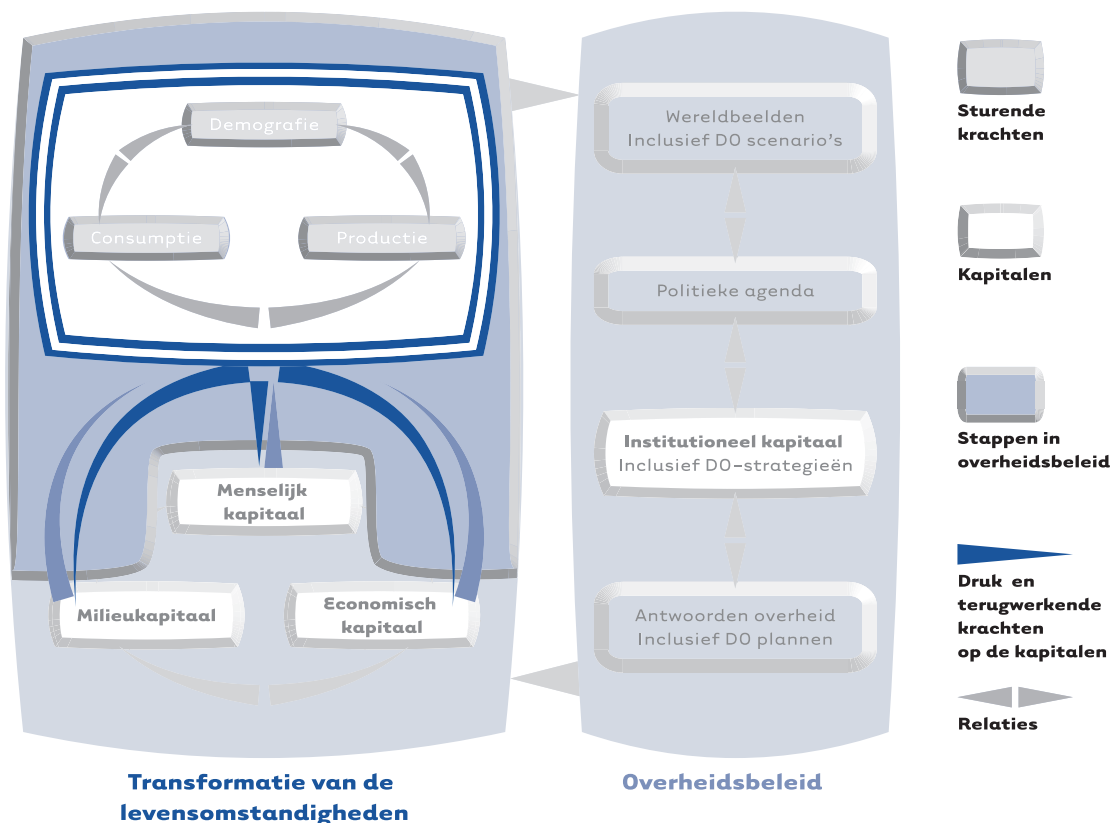 Demografie
Consumptie
Productie
Menselijk
kapitaal
Milieukapitaal
Economisch
kapitaal
Transformatie van de
levensomstandigheden
Wereldbeelden
Inclusief DO scenario's
Politieke agenda
Institutioneel kapitaal
Inclusief DO-strategieën
Antwoorden overheid
Inclusief DO plannen
Overheidsbeleid
Sturende
krachten
Kapitalen
Stappen in
overheidsbeleid
Druk en
terugwerkende
krachten
op de kapitalen
Relaties